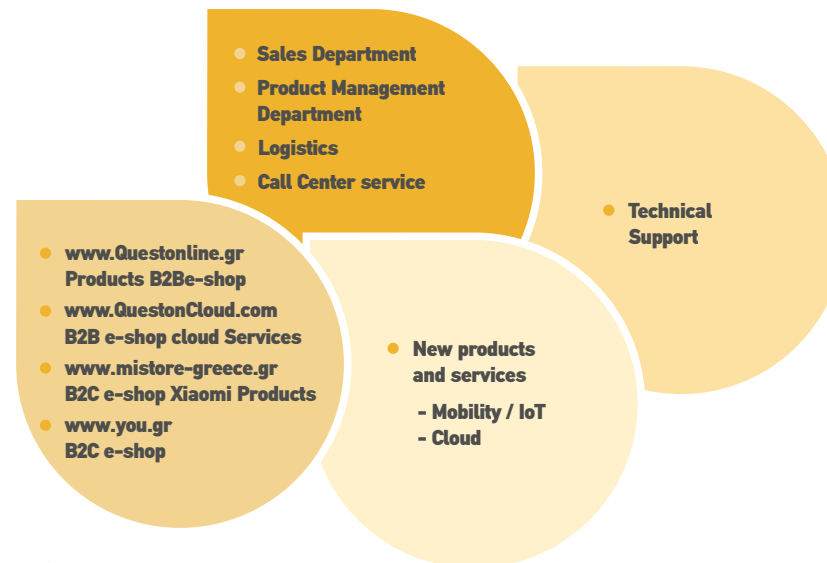 Sales Department
Product Management
Department
Logistics
Call Center service
Technical
Support
www.Questonline.gr
Products B2Be-shop
www.QuestonCloud.com
B2B e-shop cloud Services
www.mistore-greece.gr
B2C e-shop Xiaomi Products
www.you.gr
B2C e-shop
New products
and services
- Mobility / IoT
- Cloud